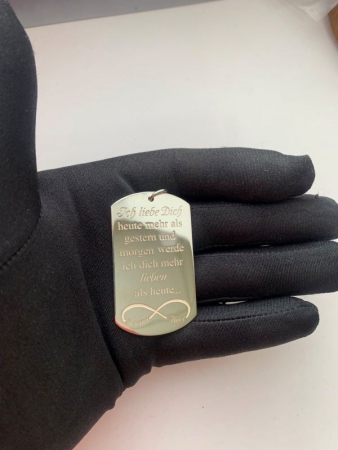 Ich liebe Dich
heute mehr als
gestern und
morgen werde
ich dich mehr
lieben
als heute...